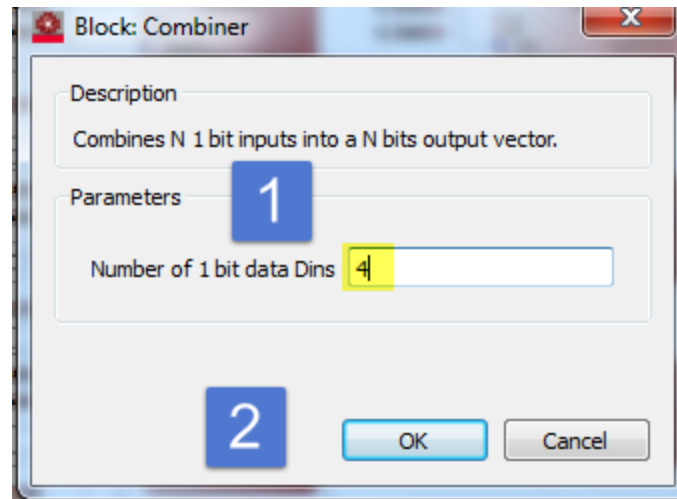 Block: Combiner
Description
Combines N 1 bit inputs into a N bits output vector.
Parameters
1
Number of 1 bit data Dins 4
2
OK Cancel